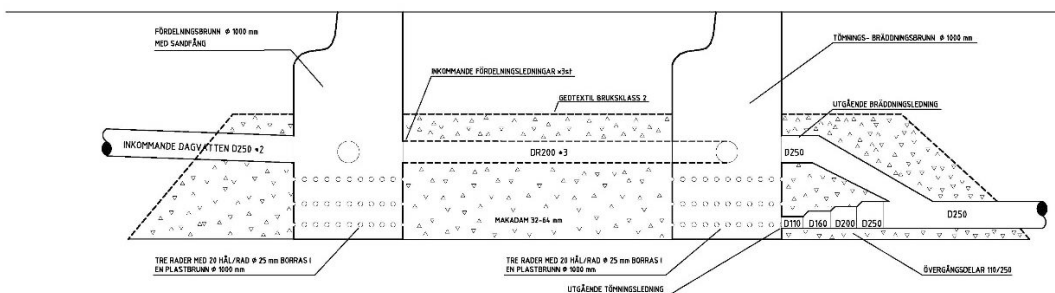 FÖRDELNINGSBRUNN Ø 1000 mm
MED SANDFÅNG
TÖMNINGS- BRÄDDNINGSBRUNN Ø 1000 mm
INKOMMANDE FÖRDELNINGSLEDNINGAR x3st
GEOTEXTIL BRUKSKLASS 2
UTGÅENDE BRÄDDNINGSLEDNING
INKOMMANDE DAGVATTEN D250 *2
DR200 *3
D250
MAKADAM 32-64 mm
D110 D160 D200 D250
D250
TRE RADER MED 20 HÅL/RAD Ø 25 mm BORRAS I
EN PLASTBRUNN Ø 1000 mm
TRE RADER MED 20 HÅL/RAD Ø 25 mm BORRAS I
EN PLASTBRUNN Ø 1000 mm
UTGÅENDE TÖMNINGSLEDNING
ÖVERGÅNGSDELAR 110/250